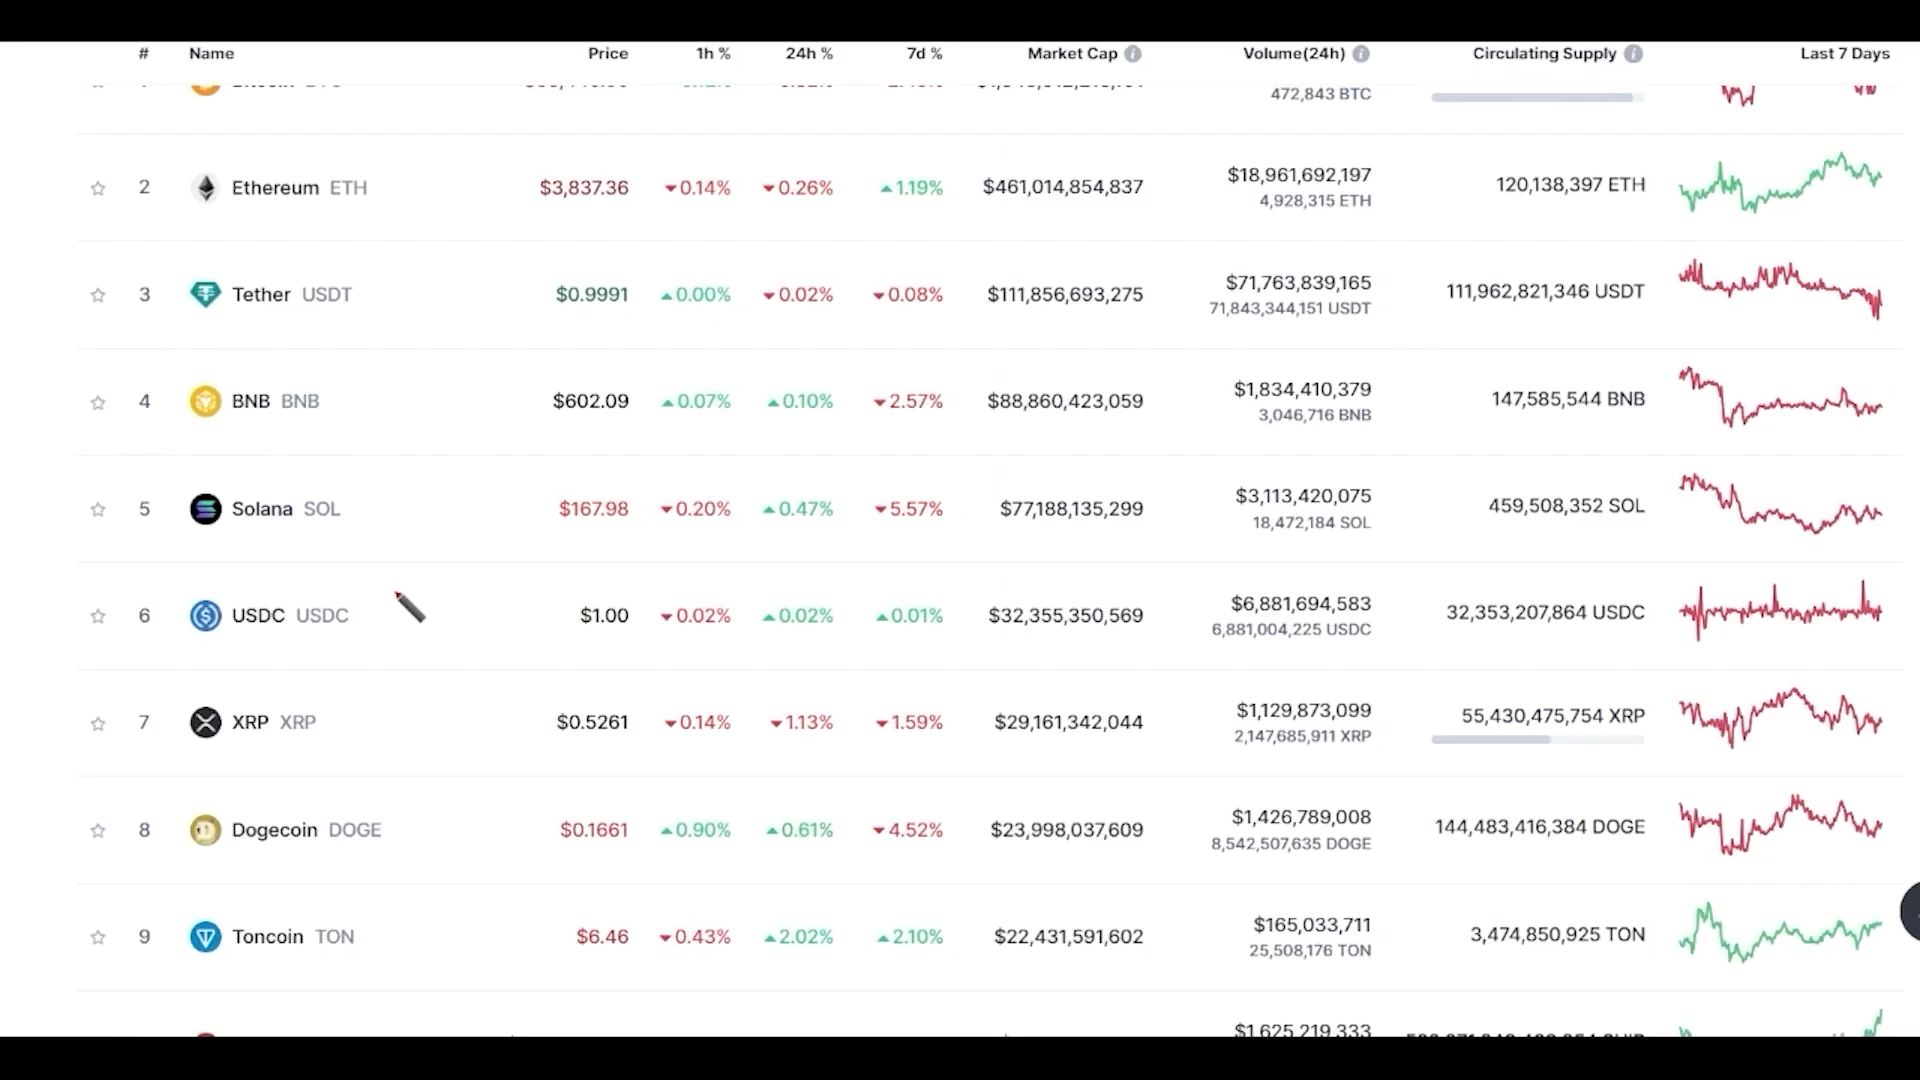 # Name Price 1h % 24h % 7d % Market Cap Volume(24h) Circulating Supply Last 7 Days
472,843 BTC
2 Ethereum ETH $3,837.36 0.14% 0.26% 1.19% $461,014,854,837 $18,961,692,197 120,138,397 ETH
4,928,315 ETH
3 Tether USDT $0.9991 0.00% 0.02% 0.08% $111,856,693,275 $71,763,839,165 111,962,821,346 USDT
71,843,344,151 USDT
4 BNB BNB $602.09 0.07% 0.10% 2.57% $88,860,423,059 $1,834,410,379 147,585,544 BNB
3,046,716 BNB
5 Solana SOL $167.98 0.20% 0.47% 5.57% $77,188,135,299 $3,113,420,075 459,508,352 SOL
18,472,184 SOL
6 USDC USDC $1.00 0.02% 0.02% 0.01% $32,355,350,569 $6,881,694,583 32,353,207,864 USDC
6,881,004,225 USDC
7 XRP XRP $0.5261 0.14% 1.13% 1.59% $29,161,342,044 $1,129,873,099 55,430,475,754 XRP
2,147,685,911 XRP
8 Dogecoin DOGE $0.1661 0.90% 0.61% 4.52% $23,998,037,609 $1,426,789,008 144,483,416,384 DOGE
8,542,507,635 DOGE
9 Toncoin TON $6.46 0.43% 2.02% 2.10% $22,431,591,602 $165,033,711 3,474,850,925 TON
25,508,176 TON
$1,625,219,333